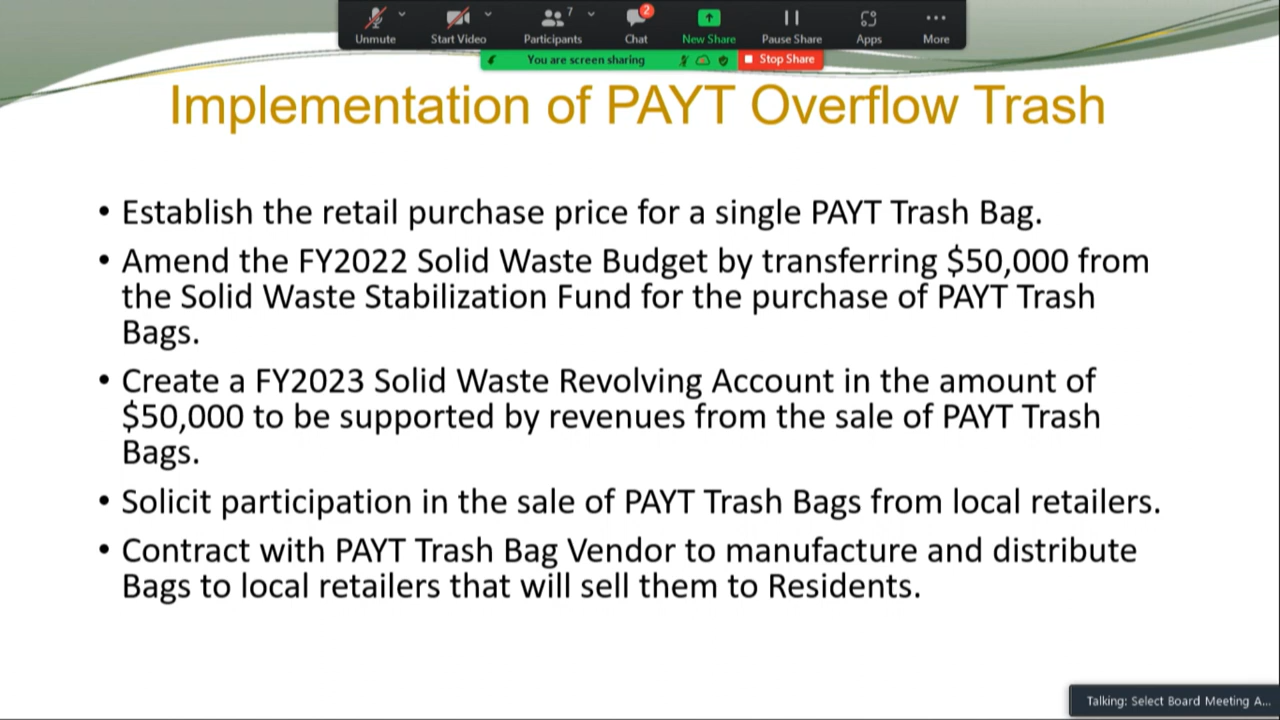 7
2
Unmute
Start Video
Participants
Chat
New Share
Pause Share
Apps
More
You are screen sharing
Stop Share
Implementation of PAYT Overflow Trash
• Establish the retail purchase price for a single PAYT Trash Bag.
• Amend the FY2022 Solid Waste Budget by transferring $50,000 from
the Solid Waste Stabilization Fund for the purchase of PAYT Trash
Bags.
• Create a FY2023 Solid Waste Revolving Account in the amount of
$50,000 to be supported by revenues from the sale of PAYT Trash
Bags.
• Solicit participation in the sale of PAYT Trash Bags from local retailers.
• Contract with PAYT Trash Bag Vendor to manufacture and distribute
Bags to local retailers that will sell them to Residents.
Talking: Select Board Meeting A...